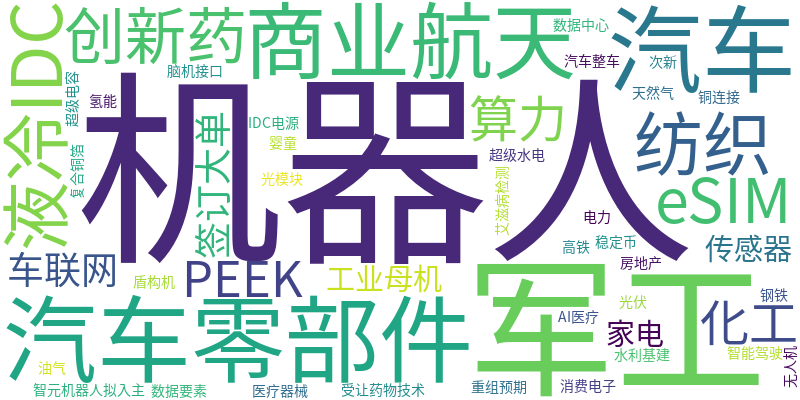 液冷IDC
创新药
商业航天
数据中心
汽车
汽车整车
次新
超级电容
脑机接口
氢能
机器人
算力
天然气
铜连接
签订大单
IDC电源
婴童
纺织
复合铜箔
光模块
超级水电
艾滋病检测
eSIM
电力
车联网
盾构机
PEEK
工业母机
高铁
稳定币
传感器
房地产
汽车零部件
军工
AI医疗
光伏
家电
化工
钢铁
水利基建
智能驾驶
无人机
油气
智元机器人拟入主
数据要素
医疗器械
受让药物技术
重组预期
消费电子